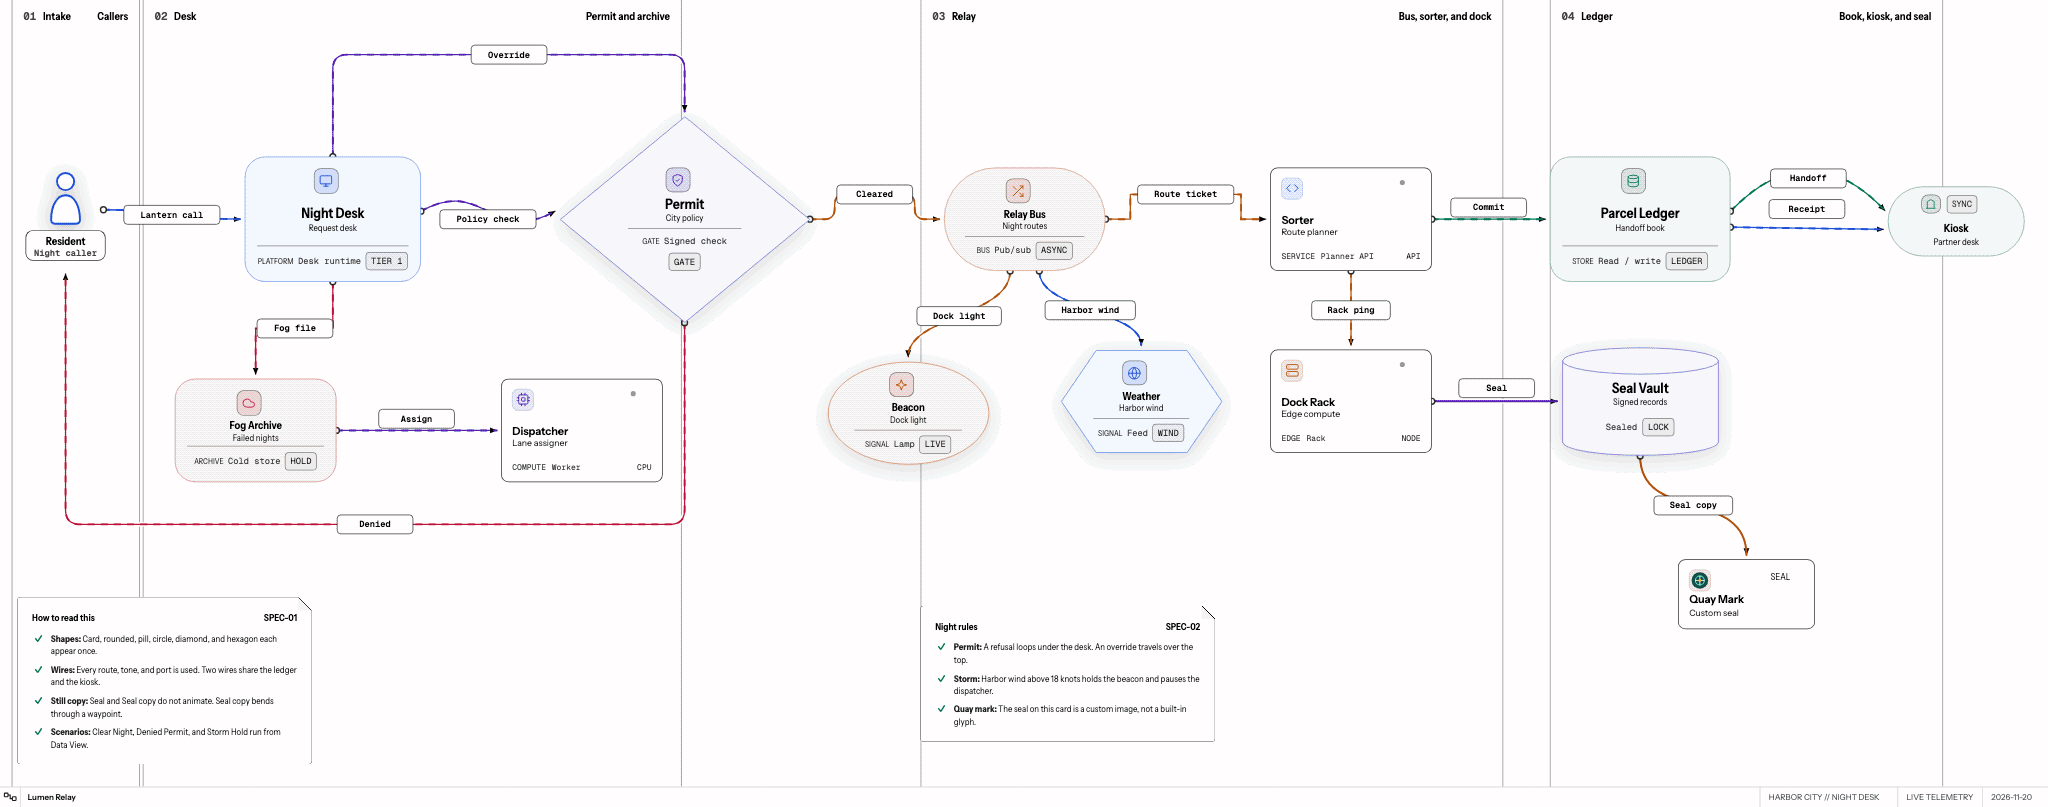 01 Intake Callers
02 Desk Permit and archive
03 Relay Bus, sorter, and dock
04 Ledger Book, kiosk, and seal
Override
Resident
Night caller
Lantern call
Night Desk
Request desk
PLATFORM Desk runtime TIER 1
Policy check
Permit
City policy
GATE Signed check
GATE
Cleared
Relay Bus
Night routes
BUS Pub/sub ASYNC
Route ticket
Sorter
Route planner
SERVICE Planner API API
Commit
Parcel Ledger
Handoff book
STORE Read / write LEDGER
Handoff
Receipt
SYNC
Kiosk
Partner desk
Fog file
Fog Archive
Failed nights
ARCHIVE Cold store HOLD
Assign
Dispatcher
Lane assigner
COMPUTE Worker CPU
Denied
Dock light
Harbor wind
Rack ping
Beacon
Dock light
SIGNAL Lamp LIVE
Weather
Harbor wind
SIGNAL Feed WIND
Dock Rack
Edge compute
EDGE Rack NODE
Seal
Seal Vault
Signed records
Sealed LOCK
Seal copy
SEAL
Quay Mark
Custom seal
How to read this SPEC-01
Shapes: Card, rounded, pill, circle, diamond, and hexagon each
appear once.
Wires: Every route, tone, and port is used. Two wires share the ledger
and the kiosk.
Still copy: Seal and Seal copy do not animate. Seal copy bends
through a waypoint.
Scenarios: Clear Night, Denied Permit, and Storm Hold run from
Data View.
Night rules SPEC-02
Permit: A refusal loops under the desk. An override travels over the
top.
Storm: Harbor wind above 18 knots holds the beacon and pauses the
dispatcher.
Quay mark: The seal on this card is a custom image, not a built-in
glyph.
Lumen Relay
HARBOR CITY // NIGHT DESK
LIVE TELEMETRY
2026-11-20